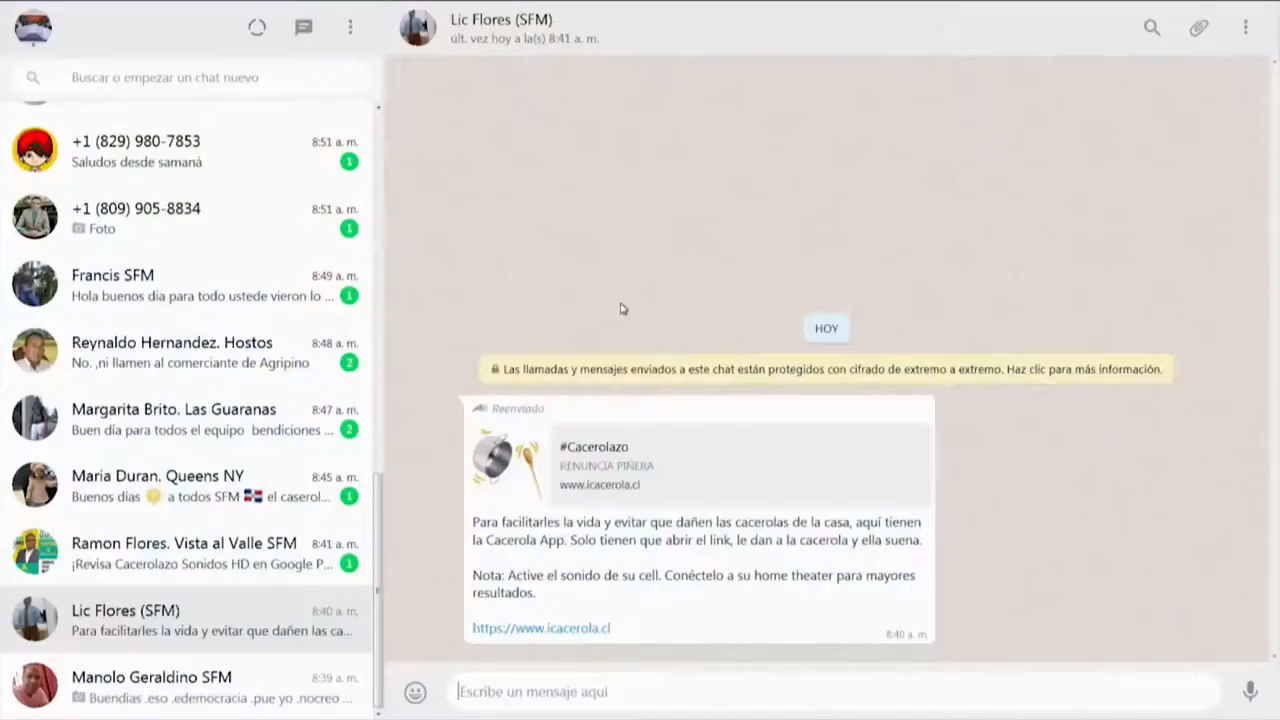 Lic Flores (SFM)
últ. vez hoy a la(s) 8:41 a. m.
Buscar o empezar un chat nuevo
+1 (829) 980-7853
8:51 a. m.
Saludos desde samaná
1
+1 (809) 905-8834
8:51 a. m.
Foto
1
Francis SFM
8:49 a. m.
Hola buenos día para todo ustede vieron lo ...
1
Reynaldo Hernandez. Hostos
8:48 a. m.
No. ,ni llamen al comerciante de Agripino
2
Margarita Brito. Las Guaranas
8:47 a. m.
Buen día para todos el equipo bendiciones ...
2
Maria Duran. Queens NY
8:45 a. m.
Buenos días ☀️ a todos SFM 🇩🇴 el caserol...
1
Ramon Flores. Vista al Valle SFM
8:41 a. m.
¡Revisa Cacerolazo Sonidos HD en Google P...
1
Lic Flores (SFM)
8:40 a. m.
Para facilitarles la vida y evitar que dañen las ca...
Manolo Geraldino SFM
8:39 a. m.
Buendias .eso .edemocracia .pue yo .nocreo ...
HOY
Las llamadas y mensajes enviados a este chat están protegidos con cifrado de extremo a extremo. Haz clic para más información.
Reenviado
#Cacerolazo
RENUNCIA PIÑERA
www.icacerola.cl
Para facilitarles la vida y evitar que dañen las cacerolas de la casa, aquí tienen
la Cacerola App. Solo tienen que abrir el link, le dan a la cacerola y ella suena.
Nota: Active el sonido de su cell. Conéctelo a su home theater para mayores
resultados.
https://www.icacerola.cl
8:40 a. m.
Escribe un mensaje aquí